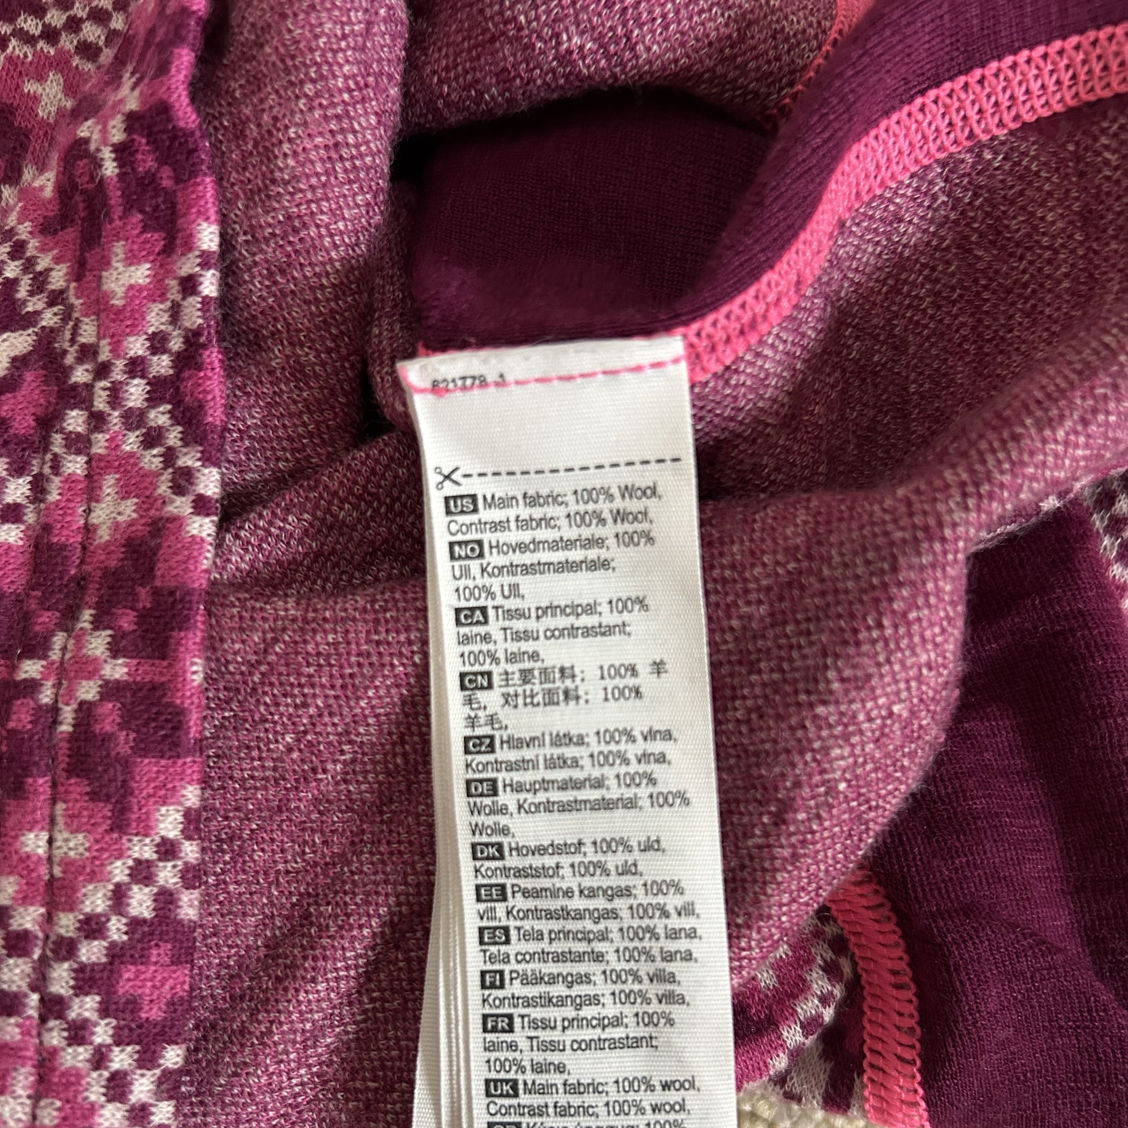 821778 -1
US Main fabric; 100% Wool,
Contrast fabric; 100% Wool,
NO Hovedmateriale; 100%
Ull, Kontrastmateriale;
100% Ull,
CA Tissu principal; 100%
laine, Tissu contrastant;
100% laine,
CN 主要面料; 100% 羊
毛, 对比面料; 100%
羊毛,
CZ Hlavní látka; 100% vlna,
Kontrastní látka; 100% vlna,
DE Hauptmaterial; 100%
Wolle, Kontrastmaterial; 100%
Wolle,
DK Hovedstof; 100% uld,
Kontraststof; 100% uld,
EE Peamine kangas; 100%
vill, Kontrastkangas; 100% vill,
ES Tela principal; 100% lana,
Tela contrastante; 100% lana,
FI Pääkangas; 100% villa,
Kontrastikangas; 100% villa,
FR Tissu principal; 100%
laine, Tissu contrastant;
100% laine,
UK Main fabric; 100% wool,
Contrast fabric; 100% wool,
100%